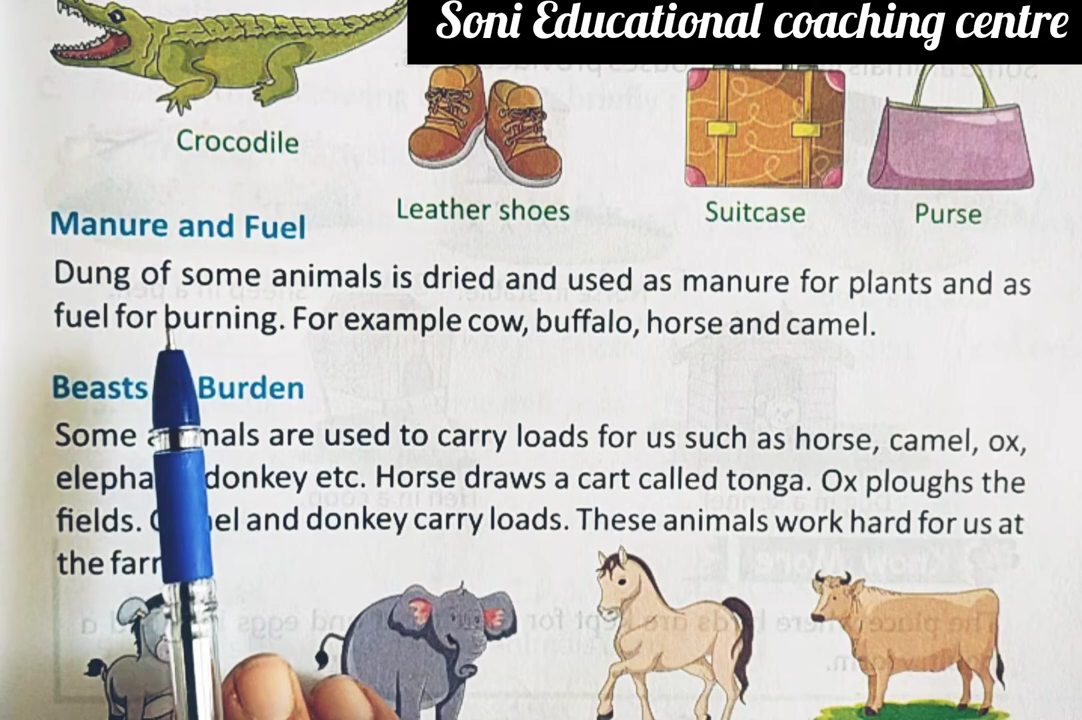 Soni Educational coaching centre
Crocodile
Leather shoes
Suitcase
Purse
Manure and Fuel
Dung of some animals is dried and used as manure for plants and as
fuel for burning. For example cow, buffalo, horse and camel.
Beasts Burden
Some animals are used to carry loads for us such as horse, camel, ox,
donkey etc. Horse draws a cart called tonga. Ox ploughs the
fields. and donkey carry loads. These animals work hard for us at
the